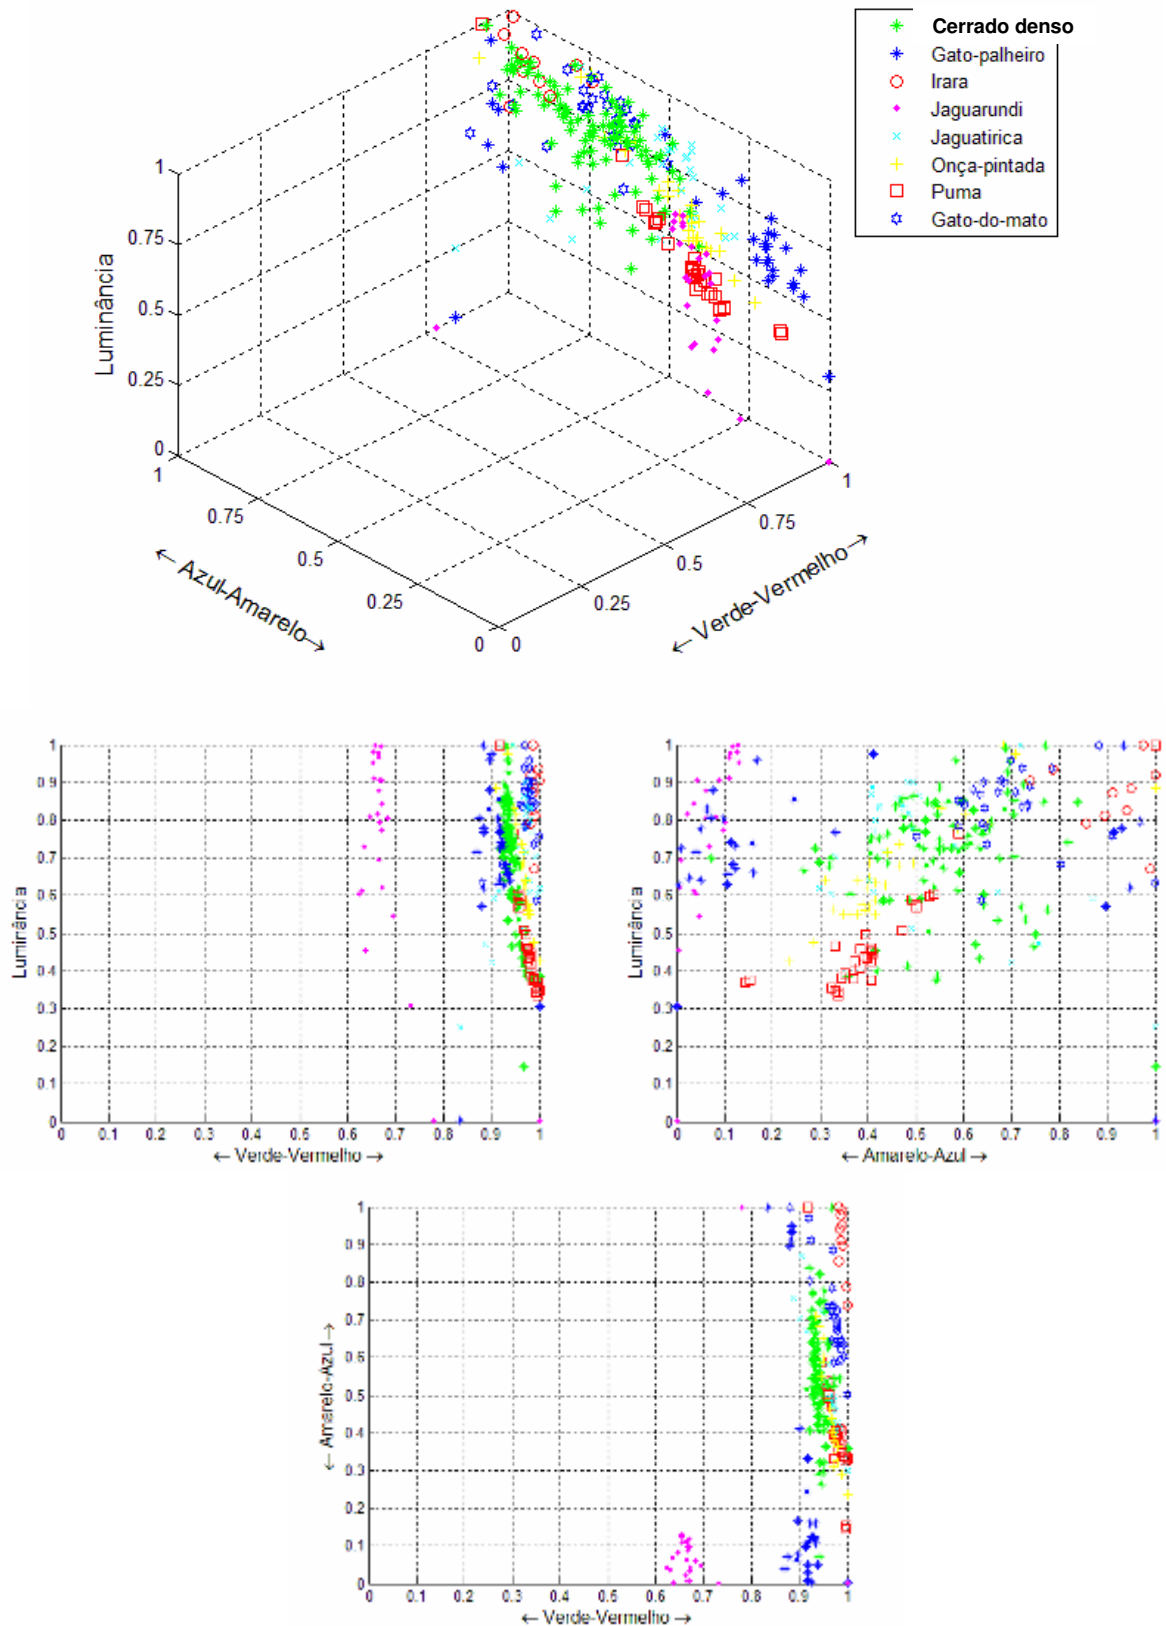 Cerrado denso
Gato-palheiro
Irara
Jaguarundi
Jaguatirica
Onça-pintada
Puma
Gato-do-mato
Luminância
1
0.75
0.5
0.25
0
1
0.75
0.5
0.25
0
0
0.25
0.5
0.75
1
← Azul-Amarelo→
← Verde-Vermelho→
Luminância
1
0.9
0.8
0.7
0.6
0.5
0.4
0.3
0.2
0.1
0
0 0.1 0.2 0.3 0.4 0.5 0.6 0.7 0.8 0.9 1
← Verde-Vermelho →
Luminância
1
0.9
0.8
0.7
0.6
0.5
0.4
0.3
0.2
0.1
0
0 0.1 0.2 0.3 0.4 0.5 0.6 0.7 0.8 0.9 1
← Amarelo-Azul →
← Amarelo-Azul →
1
0.9
0.8
0.7
0.6
0.5
0.4
0.3
0.2
0.1
0
0 0.1 0.2 0.3 0.4 0.5 0.6 0.7 0.8 0.9 1
← Verde-Vermelho →